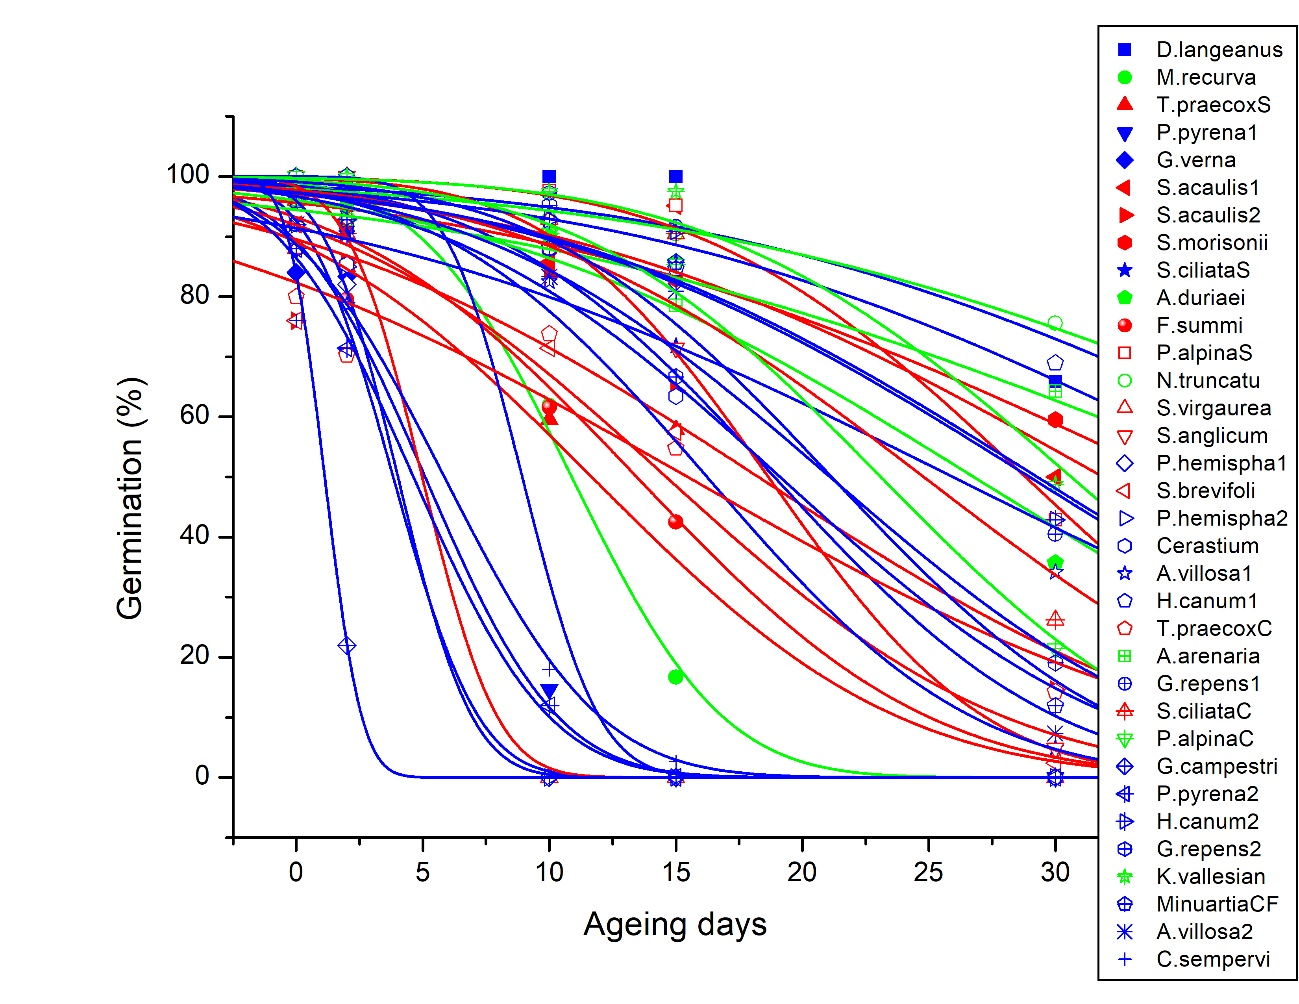 100
80
60
40
20
0
Germination (%)
0 5 10 15 20 25 30
Ageing days
D.langeanus
M.recurva
T.praecoxS
P.pyrena1
G.verna
S.acaulis1
S.acaulis2
S.morisonii
S.ciliataS
A.duriaei
F.summi
P.alpinaS
N.truncatu
S.virgaurea
S.anglicum
P.hemispha1
S.brevifoli
P.hemispha2
Cerastium
A.villosa1
H.canum1
T.praecoxC
A.arenaria
G.repens1
S.ciliataC
P.alpinaC
G.campestri
P.pyrena2
H.canum2
G.repens2
K.vallesian
MinuartiaCF
A.villosa2
C.sempervi